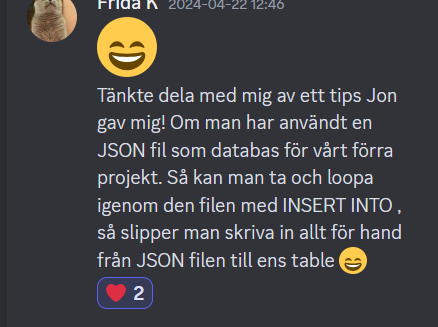 Frida K 2024-04-22 12:46
😄
Tänkte dela med mig av ett tips Jon
gav mig! Om man har användt en
JSON fil som databas för vårt förra
projekt. Så kan man ta och loopa
igenom den filen med INSERT INTO ,
så slipper man skriva in allt för hand
från JSON filen till ens table 😄
❤️ 2